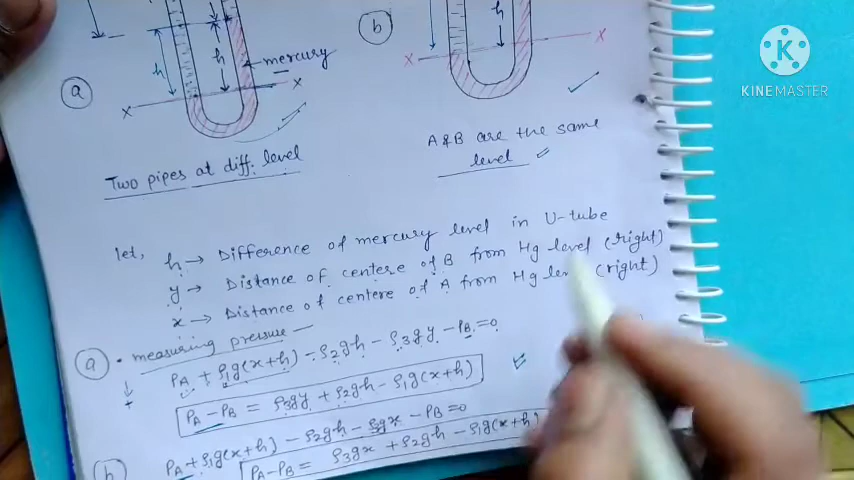 K
KINEMASTER
h
h
mercury
h
a
b
X
X
X
X
A&B are the same
level
Two pipes at diff. level
let,
h → Difference of mercury level in U-tube
y → Distance of centere of B from Hg level (right)
x → Distance of centere of A from Hg level (right)
a • measuring pressure —
PA + ρ1g(x+h) - ρ2gh - ρ3gy - PB = 0
PA - PB = ρ3gy + ρ2gh - ρ1g(x+h)
b PA + ρ1g(x+h) - ρ2gh - ρgx - PB = 0
PA - PB = ρ3gx + ρ2gh - ρ1g(x+h)